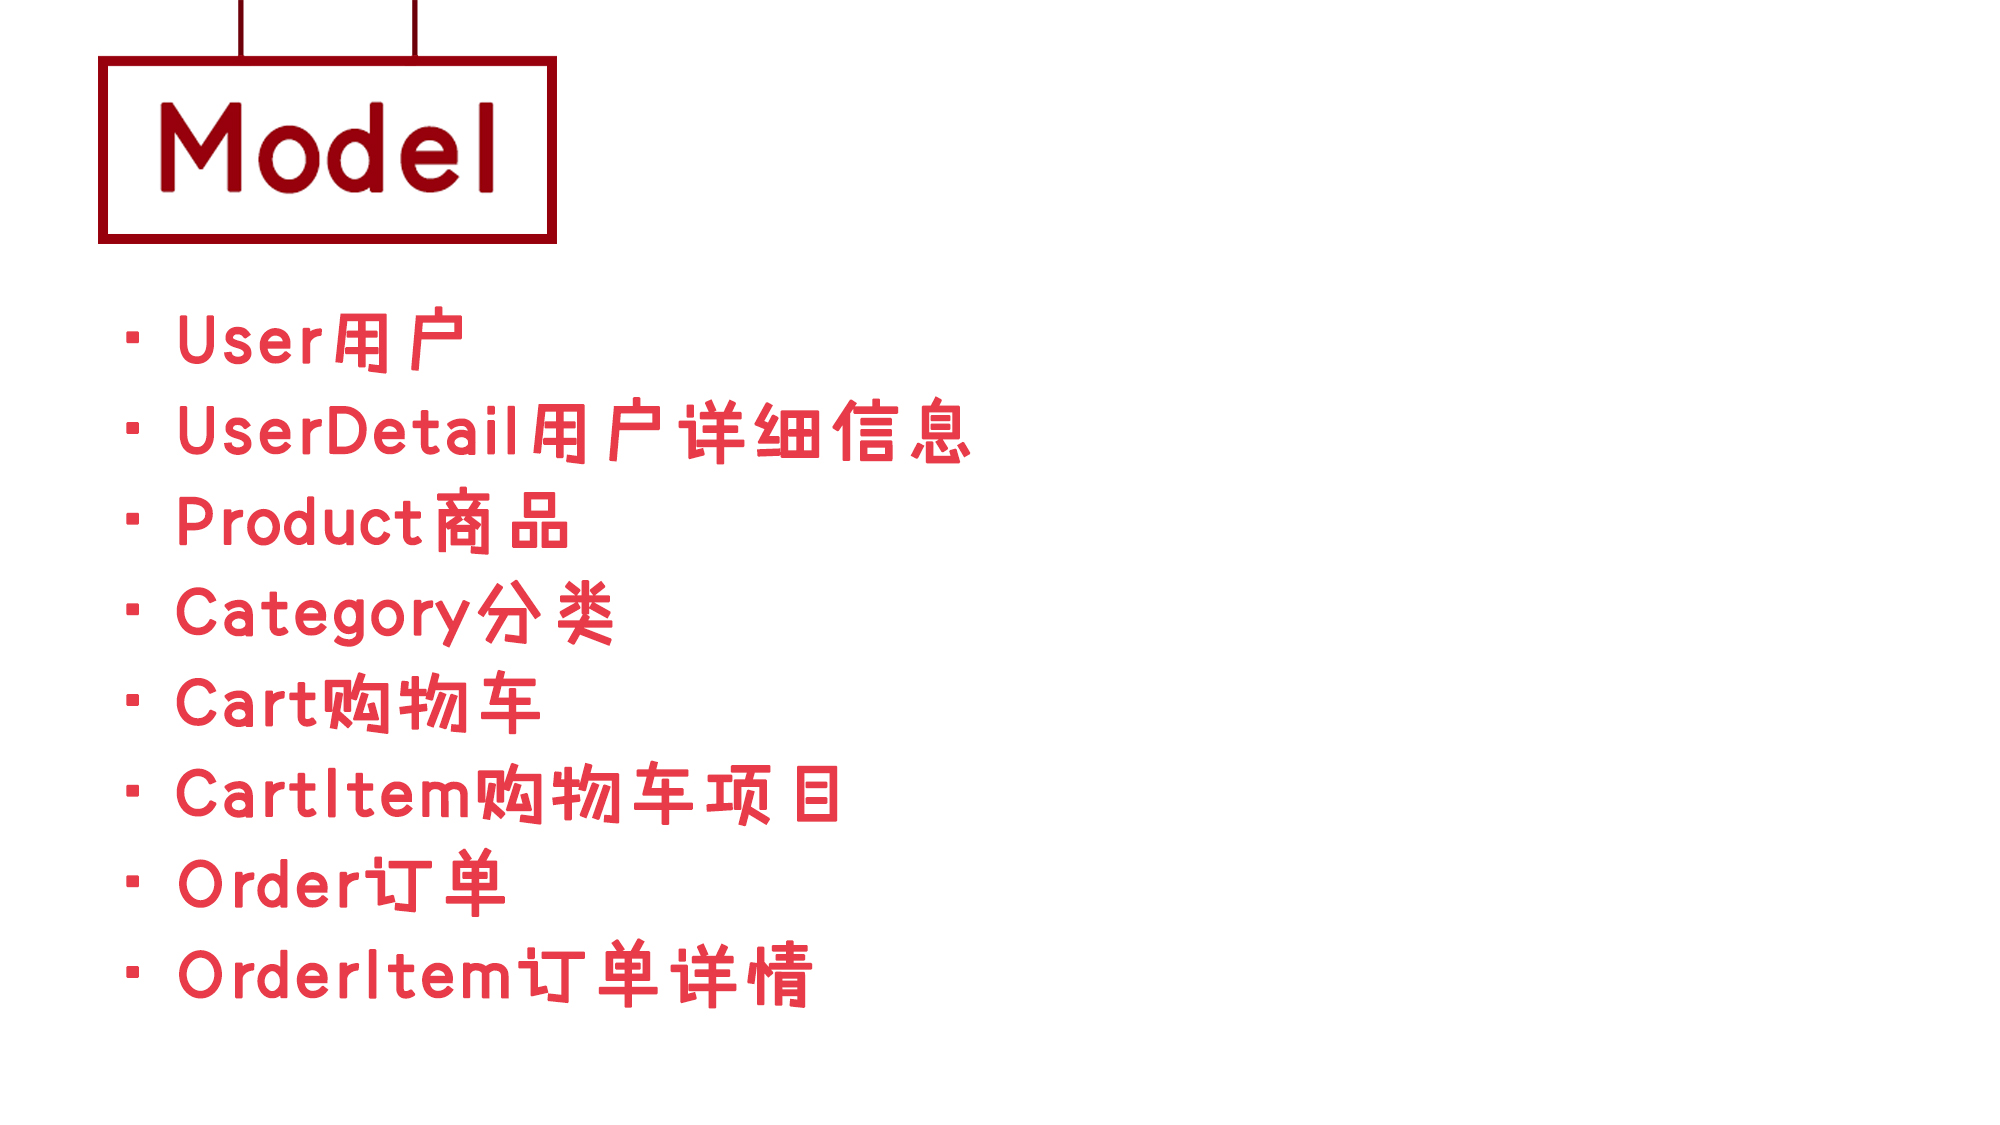 Model
▪ User用户
▪ UserDetail用户详细信息
▪ Product商品
▪ Category分类
▪ Cart购物车
▪ CartItem购物车项目
▪ Order订单
▪ OrderItem订单详情